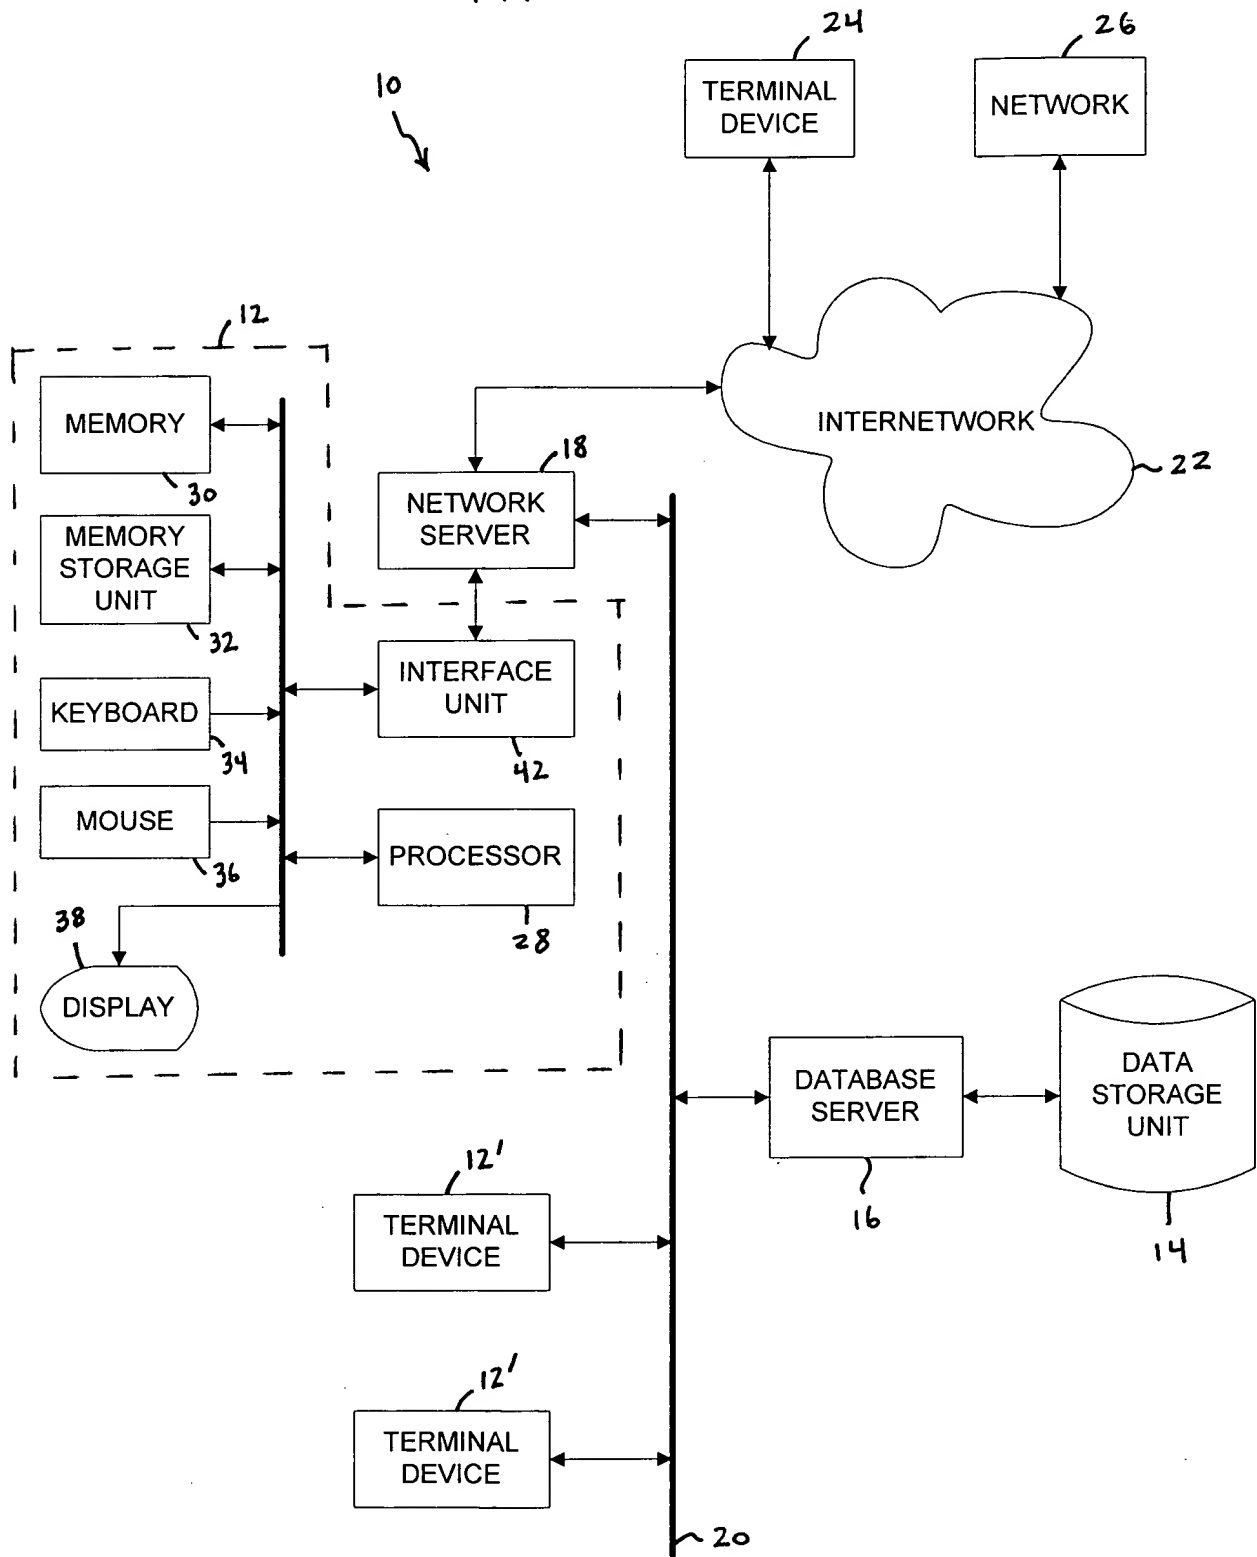 24
26
10
TERMINAL
DEVICE
NETWORK
12
MEMORY
30
INTERNETWORK
22
18
NETWORK
SERVER
MEMORY
STORAGE
UNIT
32
INTERFACE
UNIT
42
KEYBOARD
34
MOUSE
36
PROCESSOR
28
38
DISPLAY
DATABASE
SERVER
16
DATA
STORAGE
UNIT
14
12'
TERMINAL
DEVICE
12'
TERMINAL
DEVICE
20